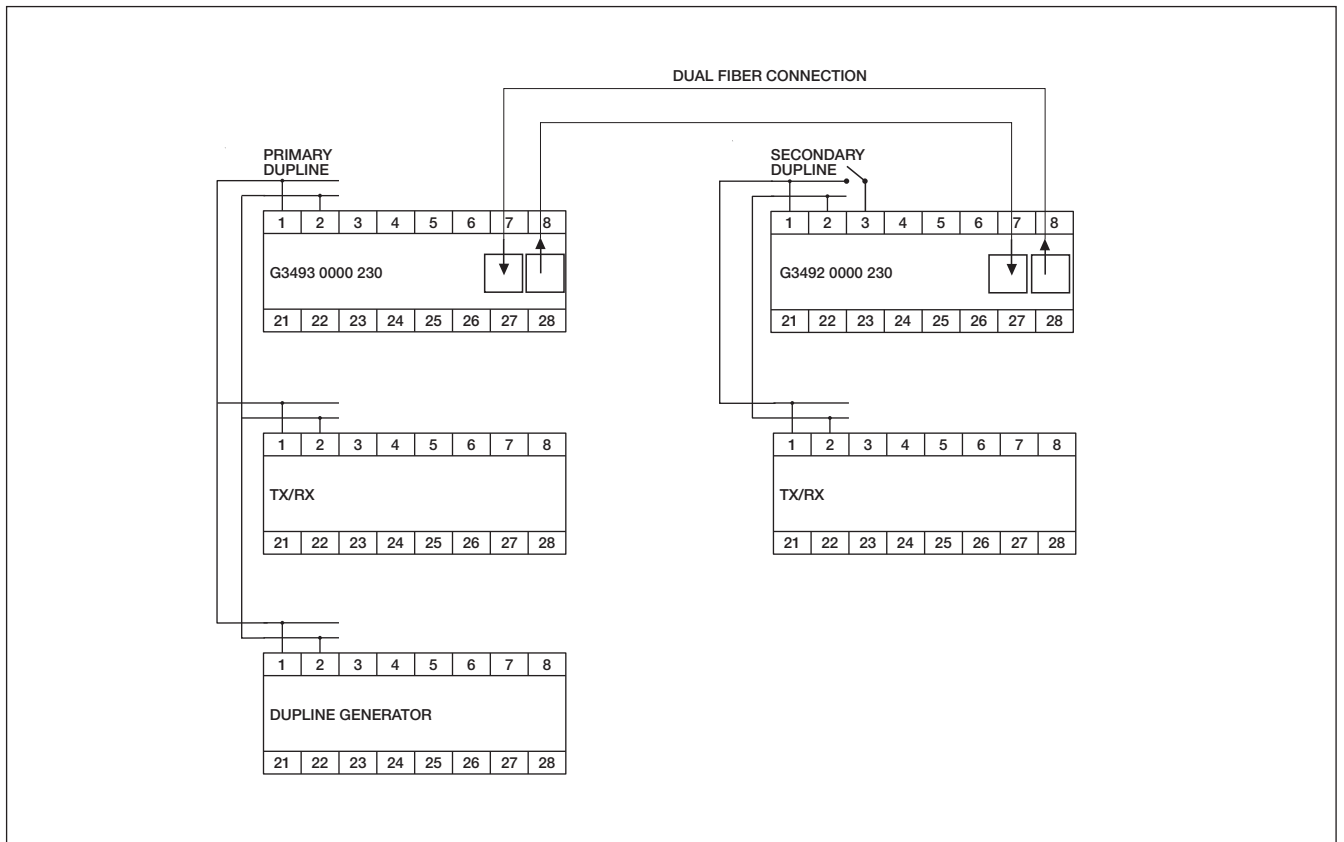 DUAL FIBER CONNECTION
PRIMARY
DUPLINE
SECONDARY
DUPLINE
1 2 3 4 5 6 7 8
G3493 0000 230
21 22 23 24 25 26 27 28
1 2 3 4 5 6 7 8
G3492 0000 230
21 22 23 24 25 26 27 28
1 2 3 4 5 6 7 8
TX/RX
21 22 23 24 25 26 27 28
1 2 3 4 5 6 7 8
TX/RX
21 22 23 24 25 26 27 28
1 2 3 4 5 6 7 8
DUPLINE GENERATOR
21 22 23 24 25 26 27 28